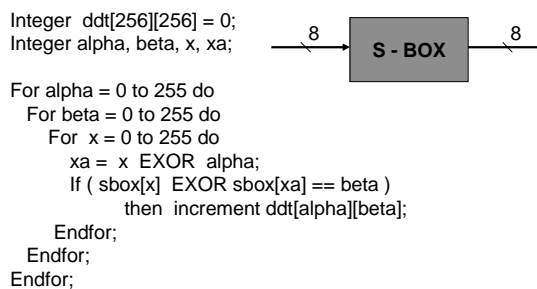 Integer ddt[256][256] = 0;
Integer alpha, beta, x, xa;
8
S - BOX
8
For alpha = 0 to 255 do
For beta = 0 to 255 do
For x = 0 to 255 do
xa = x EXOR alpha;
If ( sbox[x] EXOR sbox[xa] == beta )
then increment ddt[alpha][beta];
Endfor;
Endfor;
Endfor;